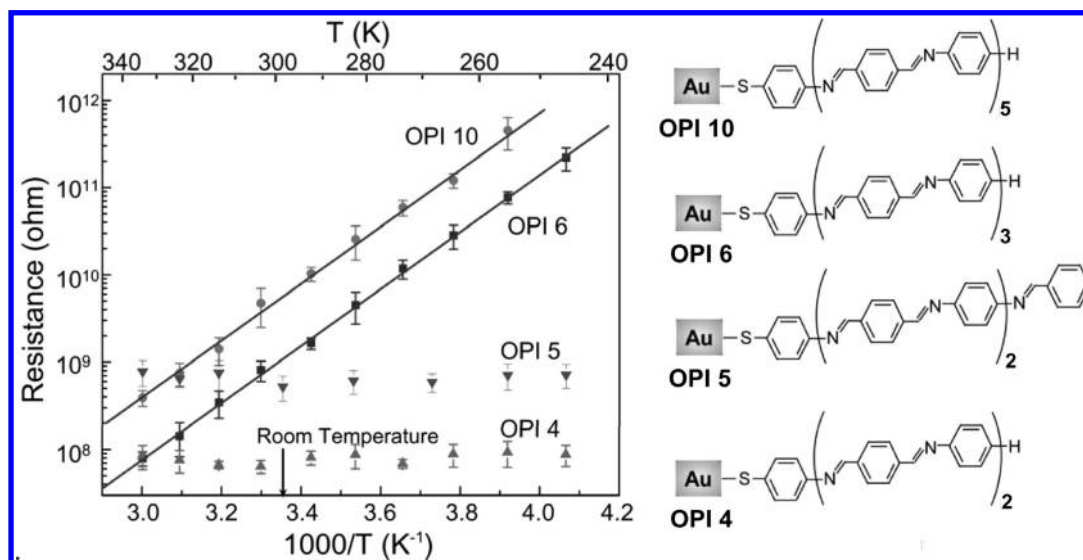 T (K)
340 320 300 280 260 240
10¹²
10¹¹
10¹⁰
10⁹
10⁸
Resistance (ohm)
OPI 10
OPI 6
OPI 5
OPI 4
Room Temperature
3.0 3.2 3.4 3.6 3.8 4.0 4.2
1000/T (K⁻¹)
Au S N N H
5
OPI 10
Au S N N H
3
OPI 6
Au S N N N
2
OPI 5
Au S N N H
2
OPI 4